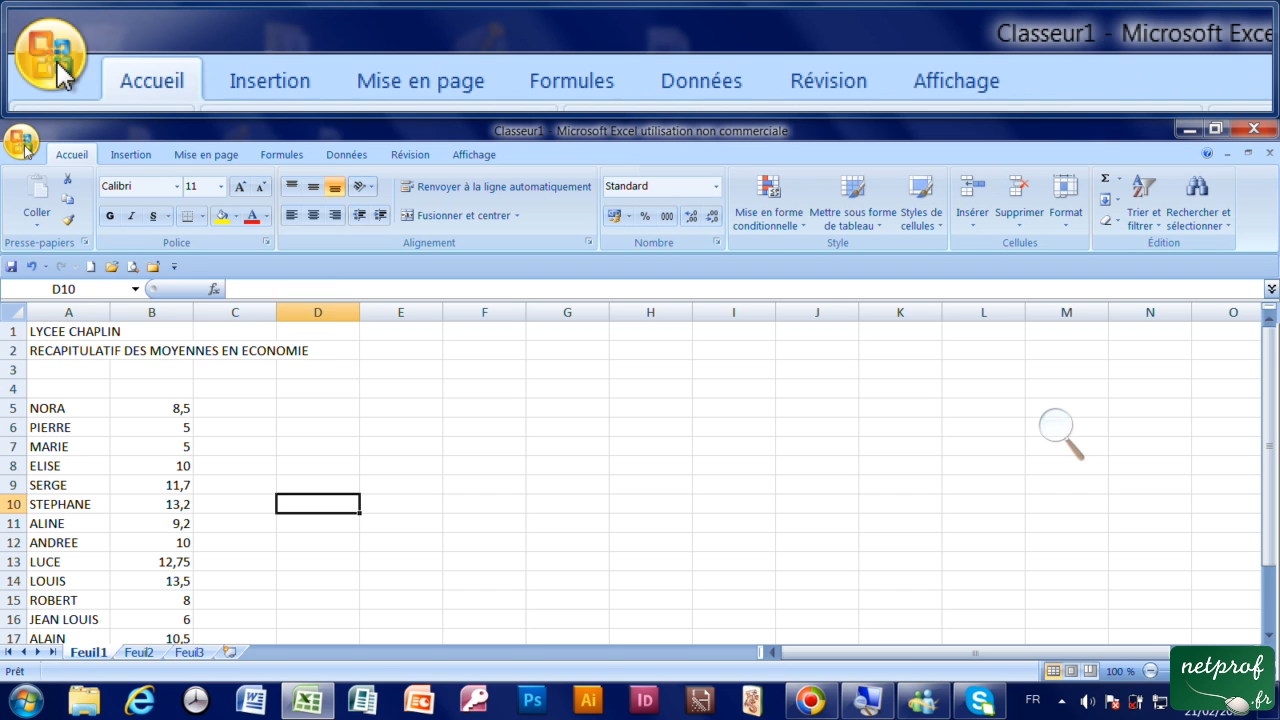 Classeur1 - Microsoft Exce
Accueil Insertion Mise en page Formules Données Révision Affichage
Classeur1 - Microsoft Excel utilisation non commerciale
Accueil Insertion Mise en page Formules Données Révision Affichage
Coller
Presse-papiers
Calibri 11
G I S
A
Police
Renvoyer à la ligne automatiquement
Fusionner et centrer
Alignement
Standard
% 000
Nombre
Mise en forme conditionnelle
Mettre sous forme de tableau
Styles de cellules
Style
Insérer Supprimer Format
Cellules
Σ
Trier et filtrer
Rechercher et sélectionner
Édition
D10 fx
A B C D E F G H I J K L M N O
1 LYCEE CHAPLIN
2 RECAPITULATIF DES MOYENNES EN ECONOMIE
3
4
5 NORA 8,5
6 PIERRE 5
7 MARIE 5
8 ELISE 10
9 SERGE 11,7
10 STEPHANE 13,2
11 ALINE 9,2
12 ANDREE 10
13 LUCE 12,75
14 LOUIS 13,5
15 ROBERT 8
16 JEAN LOUIS 6
17 ALAIN 10,5
Feuil1 Feuil2 Feuil3
Prêt
100 %
Ps Ai ID
FR
netprof
.fr